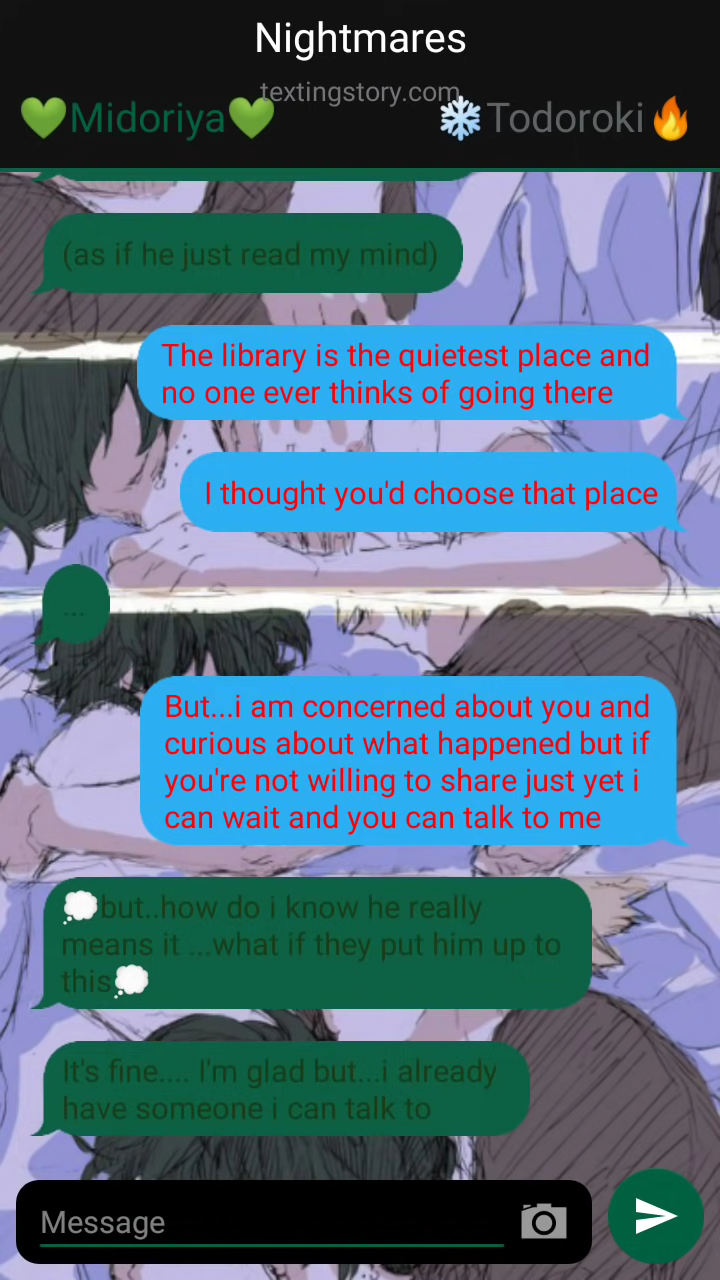 Nightmares
textingstory.com
💚Midoriya💚
❄Todoroki🔥
(as if he just read my mind)
The library is the quietest place and
no one ever thinks of going there
I thought you'd choose that place
...
But...i am concerned about you and
curious about what happened but if
you're not willing to share just yet i
can wait and you can talk to me
💭but..how do i know he really
means it ...what if they put him up to
this💭
It's fine.... I'm glad but...i already
have someone i can talk to
Message